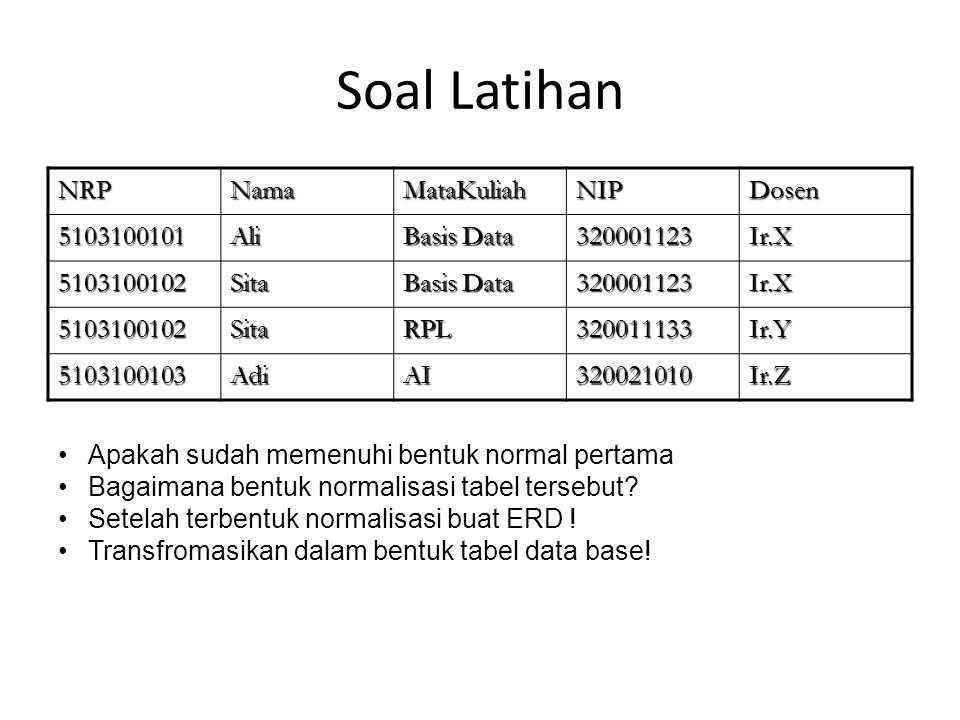 Soal Latihan
NRP Nama MataKuliah NIP Dosen
5103100101 Ali Basis Data 320001123 Ir.X
5103100102 Sita Basis Data 320001123 Ir.X
5103100102 Sita RPL 320011133 Ir.Y
5103100103 Adi AI 320021010 Ir.Z
• Apakah sudah memenuhi bentuk normal pertama
• Bagaimana bentuk normalisasi tabel tersebut?
• Setelah terbentuk normalisasi buat ERD !
• Transfromasikan dalam bentuk tabel data base!